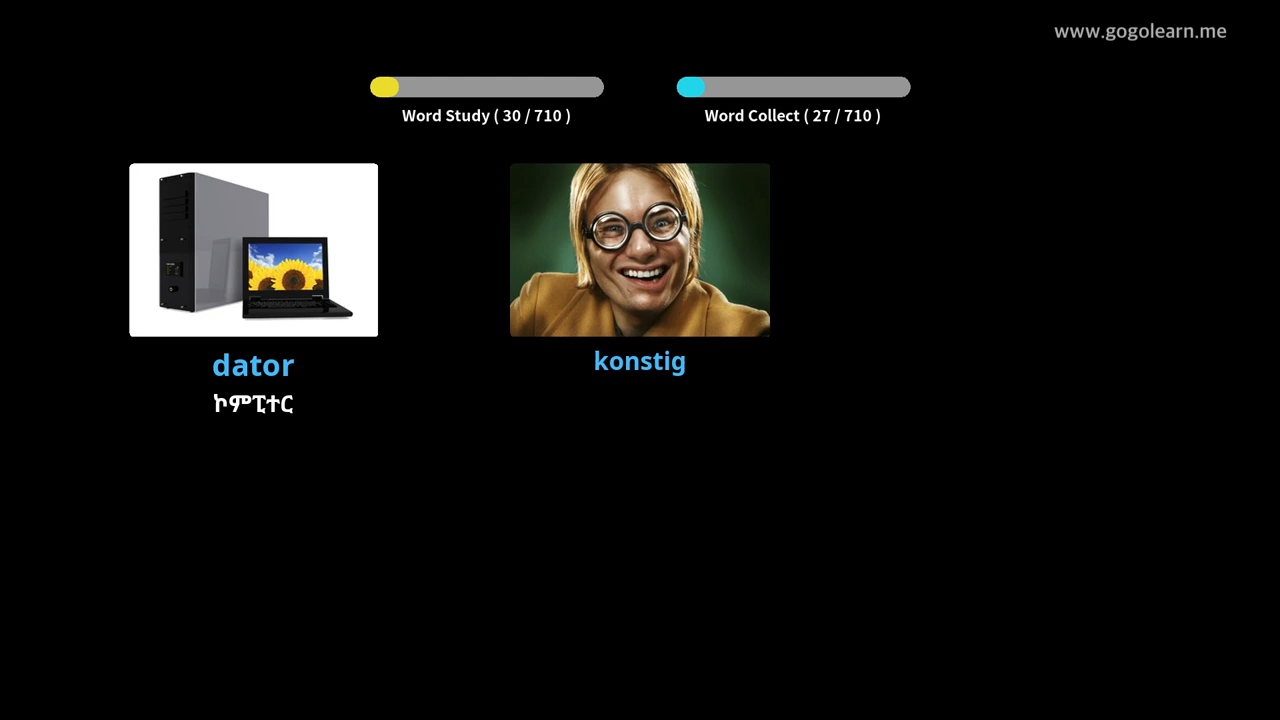 www.gogolearn.me
Word Study ( 30 / 710 )
Word Collect ( 27 / 710 )
dator
ኮምፒተር
konstig